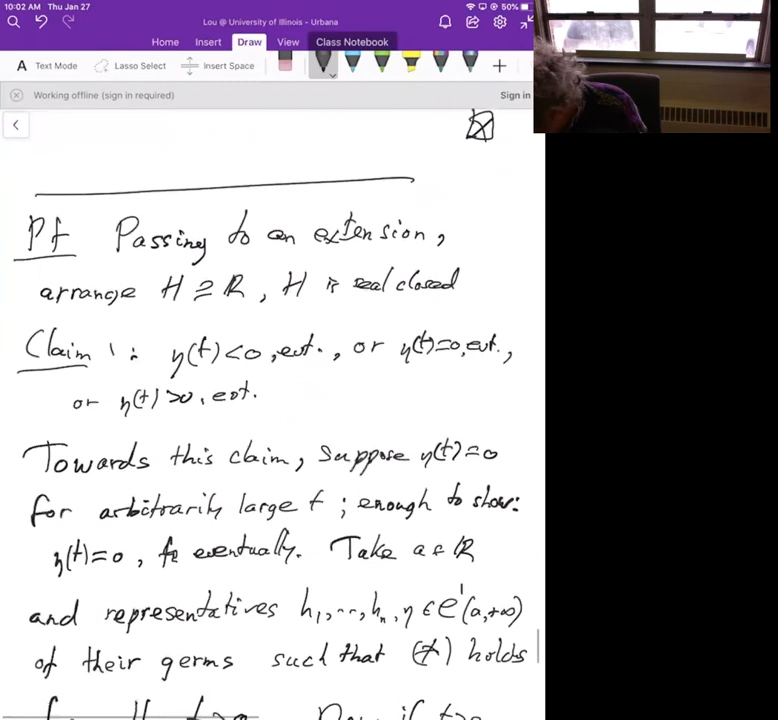 10:02 AM Thu Jan 27
50%
Lou @ University of Illinois - Urbana
Home Insert Draw View Class Notebook
A Text Mode Lasso Select Insert Space
Working offline (sign in required) Sign in
Pf Passing to an extension,
arrange H ⊇ ℝ, H is real closed
Claim 1: η(t)<0, evt., or η(t)=0, evt.,
or η(t)>0, evt.
Towards this claim, suppose η(t)=0
for arbitrarily large t; enough to show:
η(t)=0, eventually. Take a ∈ ℝ
and representatives h₁,...,hₙ, η ∈ C¹(a,+∞)
of their germs such that (*) holds